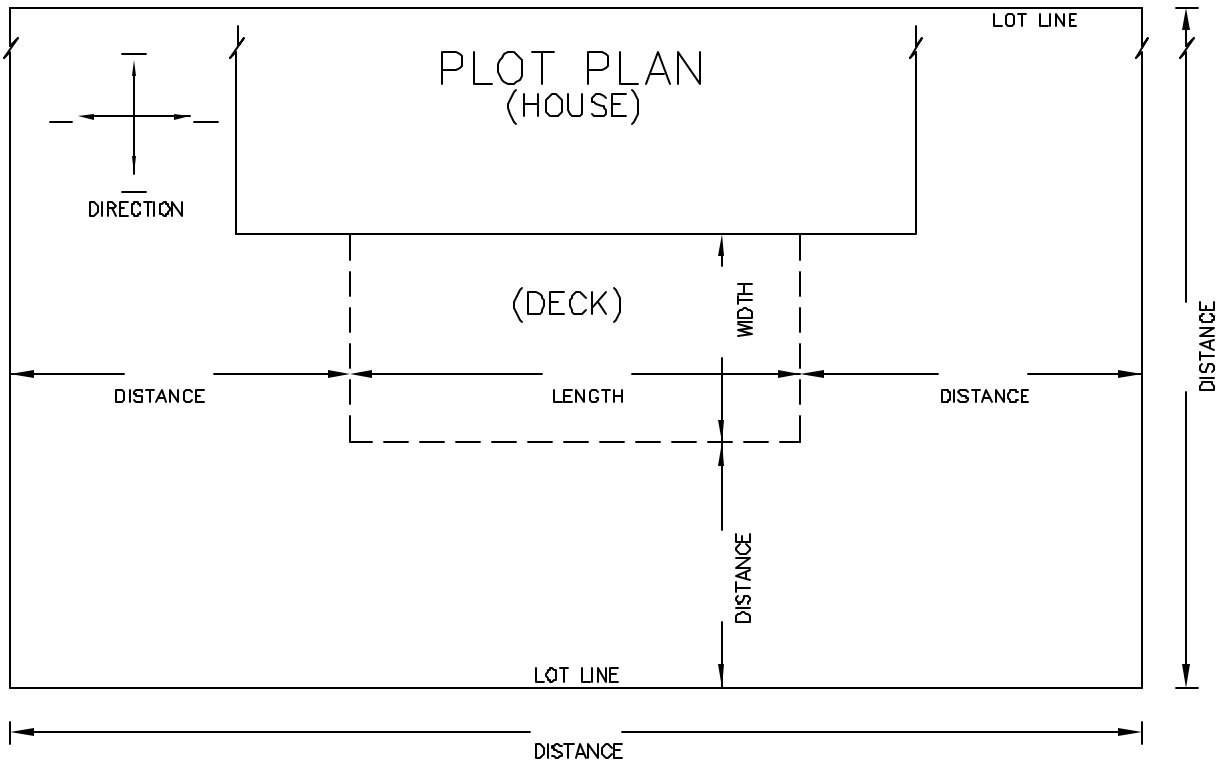 LOT LINE
PLOT PLAN
(HOUSE)
DIRECTION
(DECK)
WIDTH
DISTANCE
DISTANCE
LENGTH
DISTANCE
DISTANCE
LOT LINE
DISTANCE